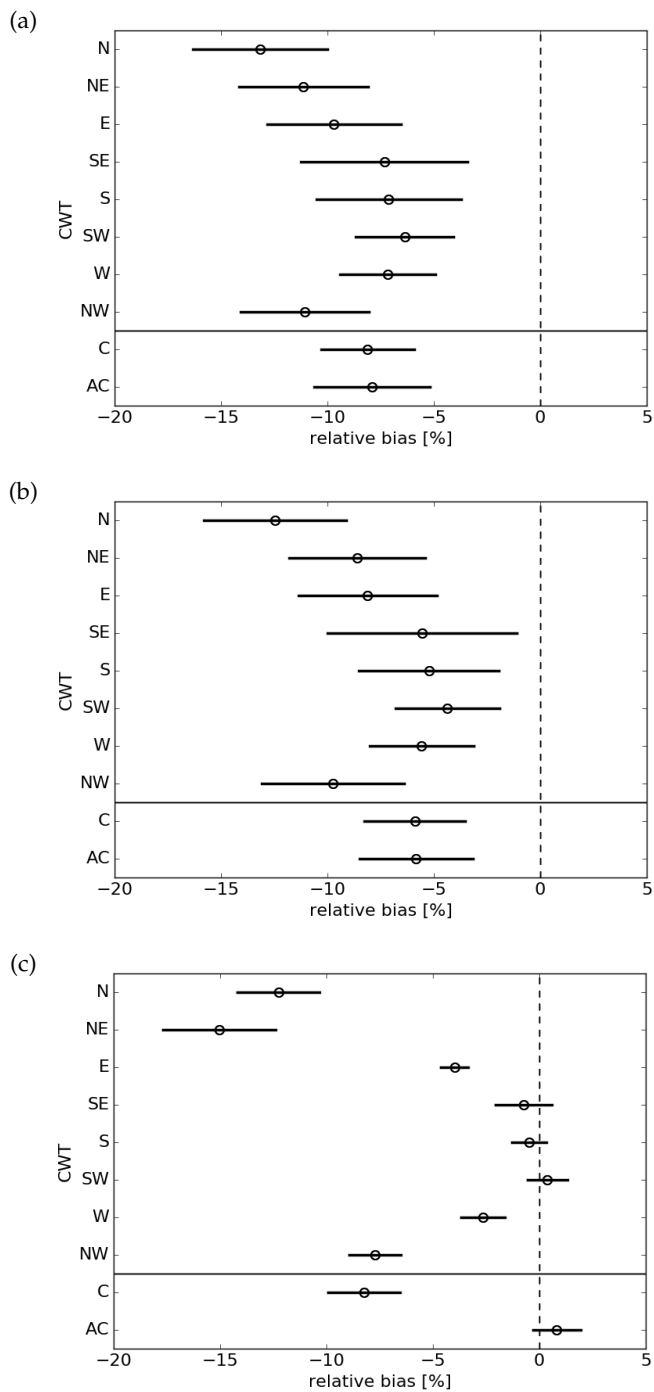 (a)
N
NE
E
SE
S
SW
W
NW
C
AC
CWT
−20 −15 −10 −5 0 5
relative bias [%]
(b)
N
NE
E
SE
S
SW
W
NW
C
AC
CWT
−20 −15 −10 −5 0 5
relative bias [%]
(c)
N
NE
E
SE
S
SW
W
NW
C
AC
CWT
−20 −15 −10 −5 0 5
relative bias [%]